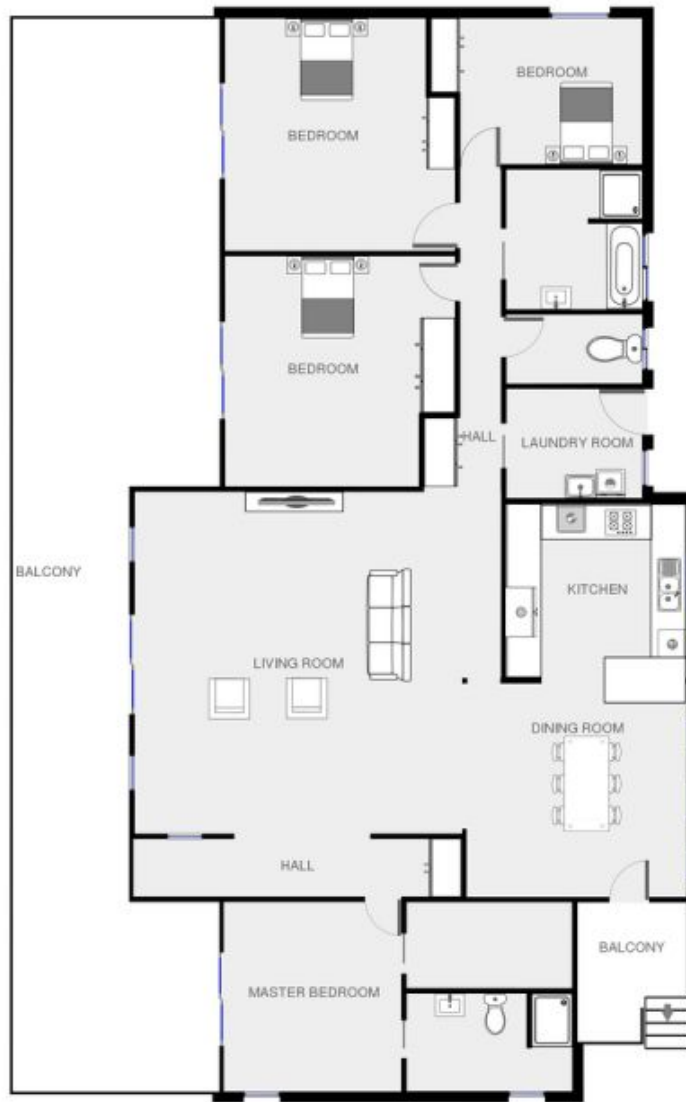 BEDROOM
BEDROOM
BEDROOM
HALL
LAUNDRY ROOM
BALCONY
KITCHEN
LIVING ROOM
DINING ROOM
HALL
BALCONY
MASTER BEDROOM